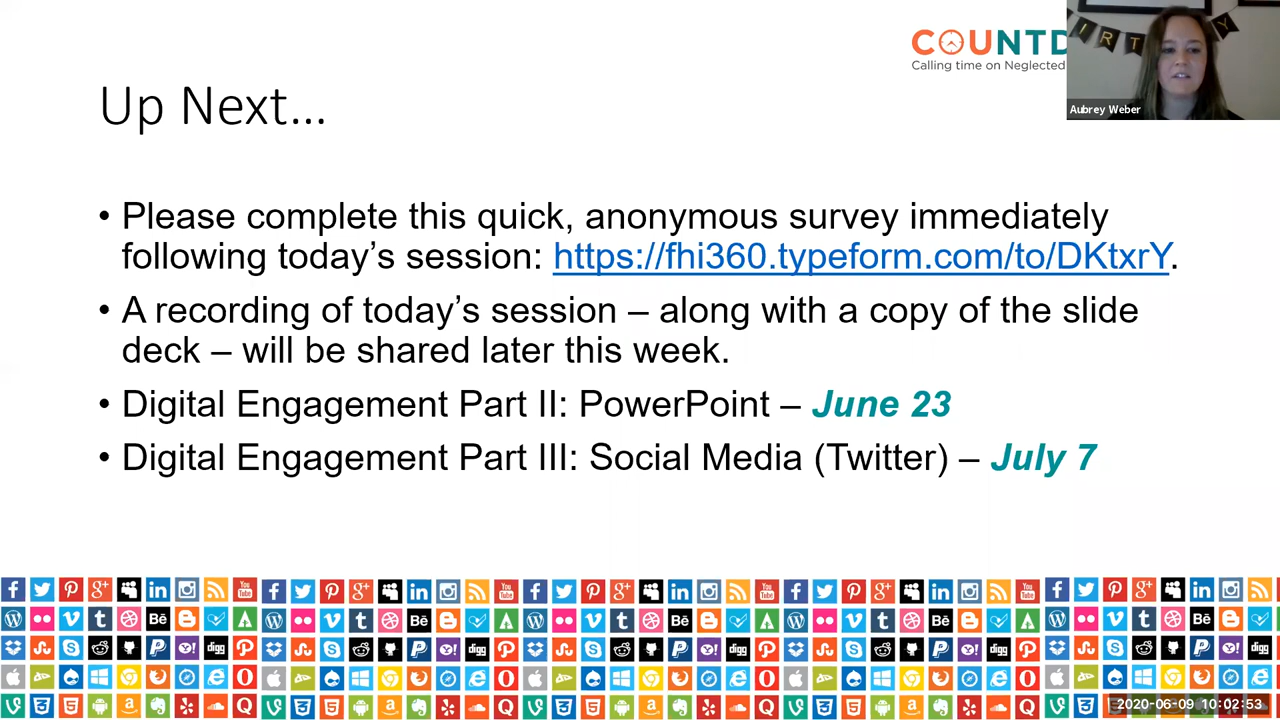 COUNTD
Calling time on Neglected
IRT Y
Aubrey Weber
Up Next...
• Please complete this quick, anonymous survey immediately
following today’s session: https://fhi360.typeform.com/to/DKtxrY.
• A recording of today’s session – along with a copy of the slide
deck – will be shared later this week.
• Digital Engagement Part II: PowerPoint – June 23
• Digital Engagement Part III: Social Media (Twitter) – July 7
2020-06-09 10:02:53